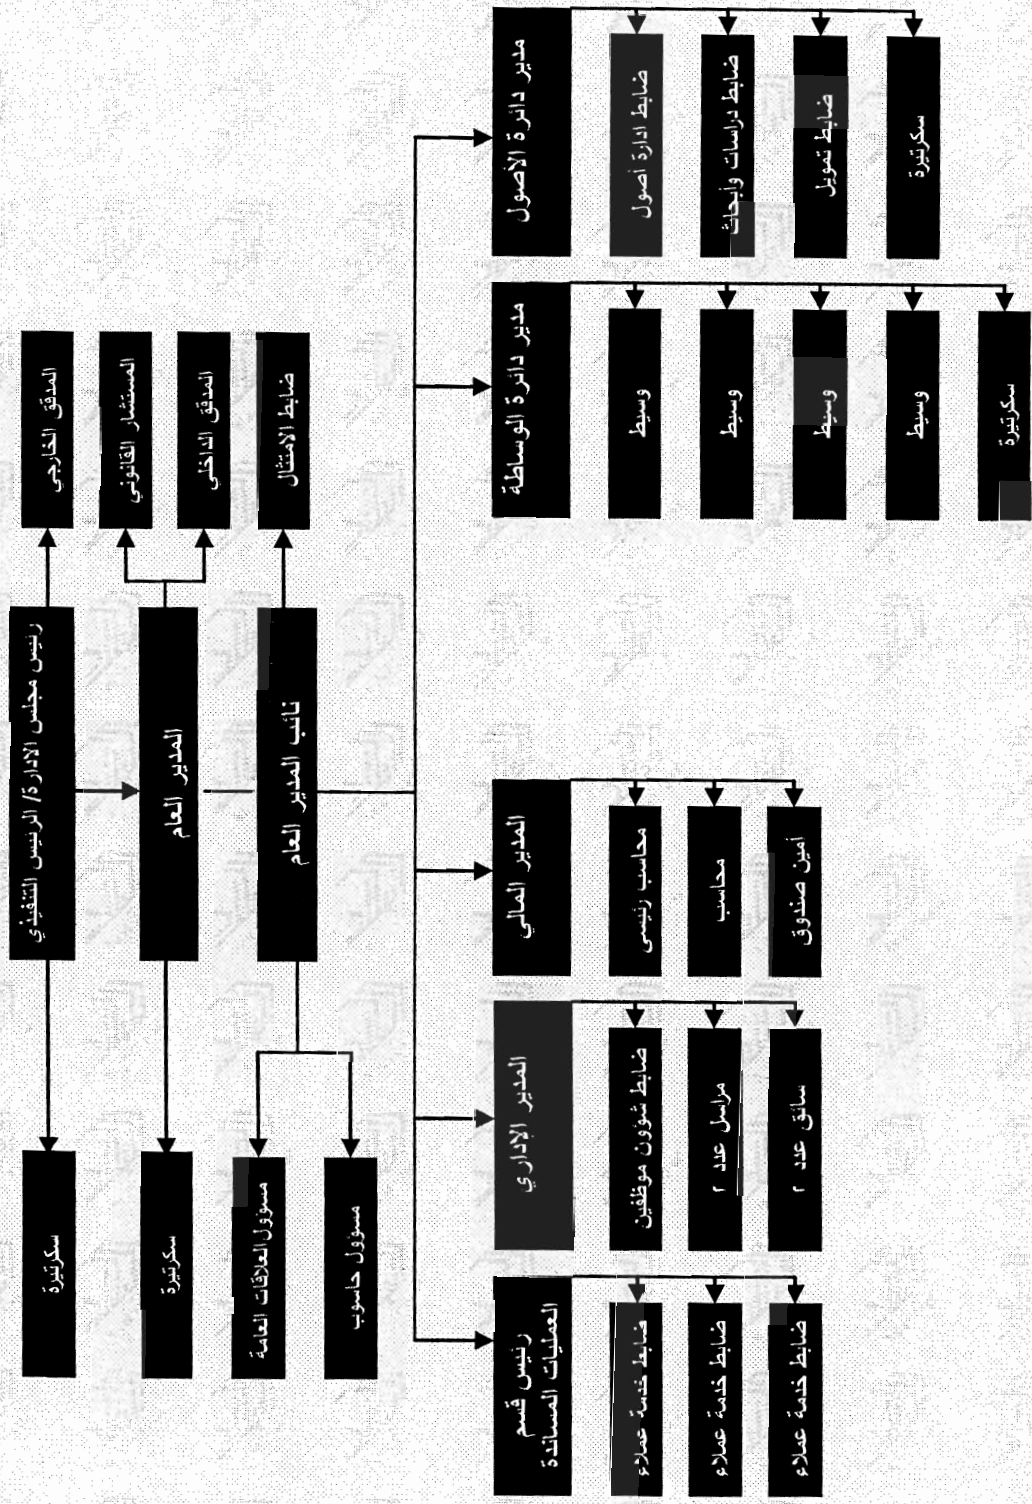 رئيس مجلس الادارة/ الرئيس التنفيذي
المدقق الخارجي
سكرتيرة
المدير العام
المستشار القانوني
المدقق الداخلي
سكرتيرة
نائب المدير العام
ضابط الامتثال
مسؤول العلاقات العامة
مسؤول حاسوب
مدير دائرة الأصول
ضابط ادارة أصول
ضابط دراسات وأبحاث
ضابط تمويل
سكرتيرة
مدير دائرة الوساطة
وسيط
وسيط
وسيط
وسيط
سكرتيرة
المدير المالي
محاسب رئيسي
محاسب
أمين صندوق
المدير الإداري
ضابط شؤون موظفين
مراسل عدد ٢
سائق عدد ٢
رئيس قسم
العمليات المساندة
ضابط خدمة عملاء
ضابط خدمة عملاء
ضابط خدمة عملاء